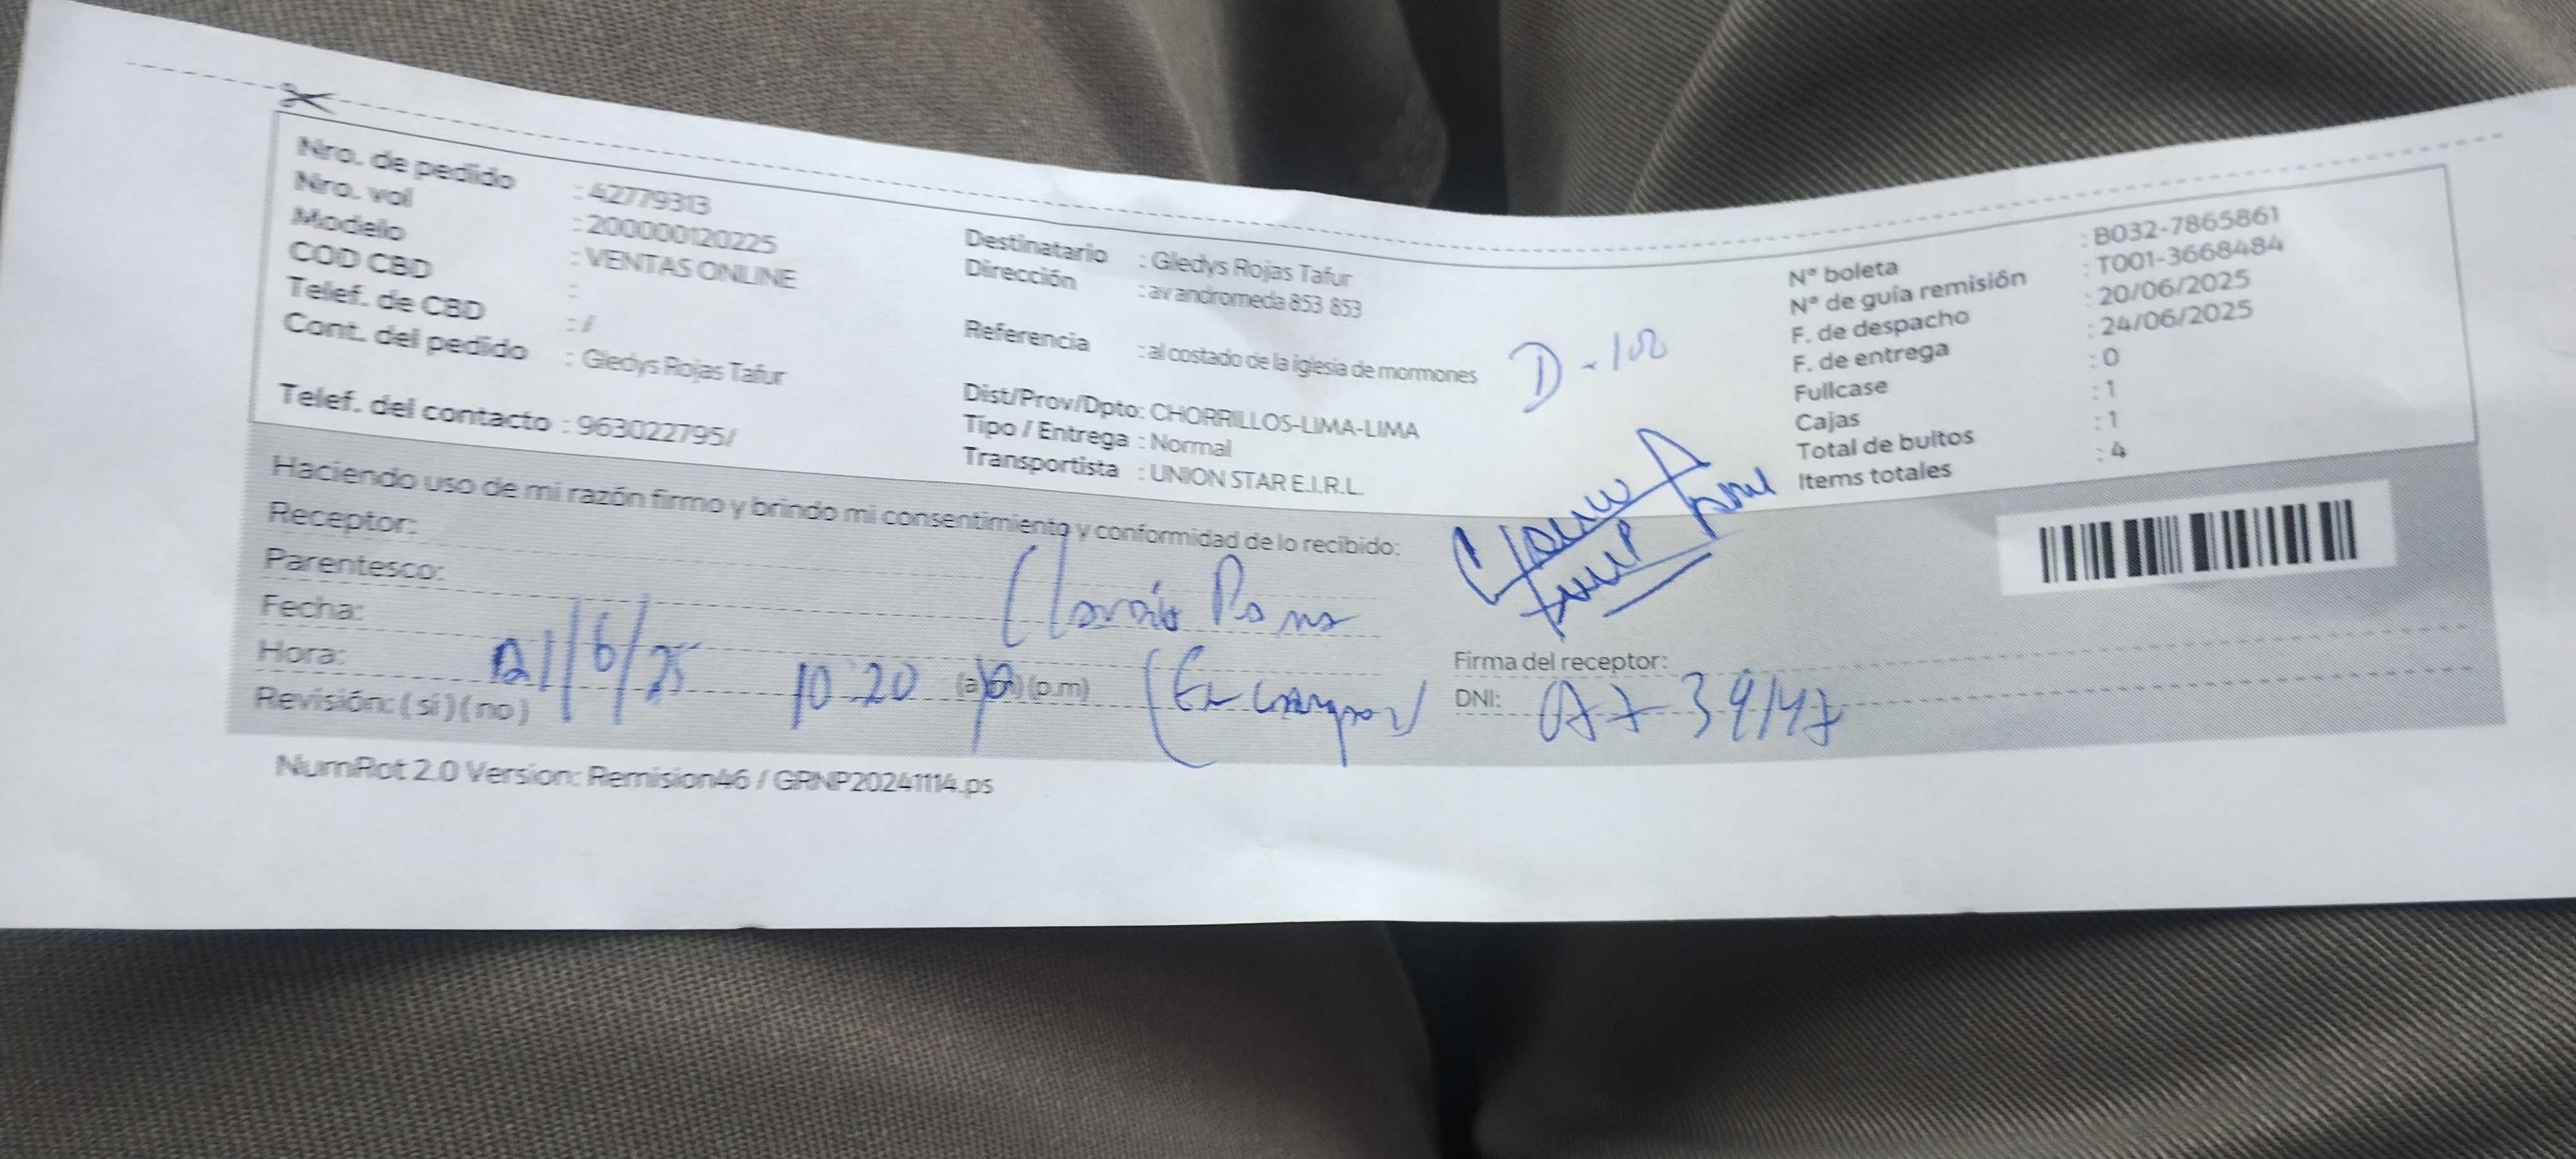 Nro. de pedido : 42779313
Nro. vol : 200000120225
Modelo : VENTAS ONLINE
COD CBD :
Telef. de CBD : /
Cont. del pedido : Gledys Rojas Tafur
Telef. del contacto : 963022795/
Destinatario : Gledys Rojas Tafur
Dirección : av andromeda 853 853
Referencia : al costado de la iglesia de mormones
Dist/Prov/Dpto: CHORRILLOS-LIMA-LIMA
Tipo / Entrega : Normal
Transportista : UNION STAR E.I.R.L.
D-100
N° boleta : B032-7865861
N° de guía remisión : T001-3668484
F. de despacho : 20/06/2025
F. de entrega : 24/06/2025
Fullcase : 0
Cajas : 1
Total de bultos : 1
Items totales : 4
Haciendo uso de mi razón firmo y brindo mi consentimiento y conformidad de lo recibido:
Receptor:
Parentesco:
Fecha: 21/6/25
Hora: 10:20 (a.m) (p.m)
Revisión: ( si ) ( no )
Firma del receptor:
DNI:
NumRot 2.0 Version: Remision46 / GRNP20241114.ps